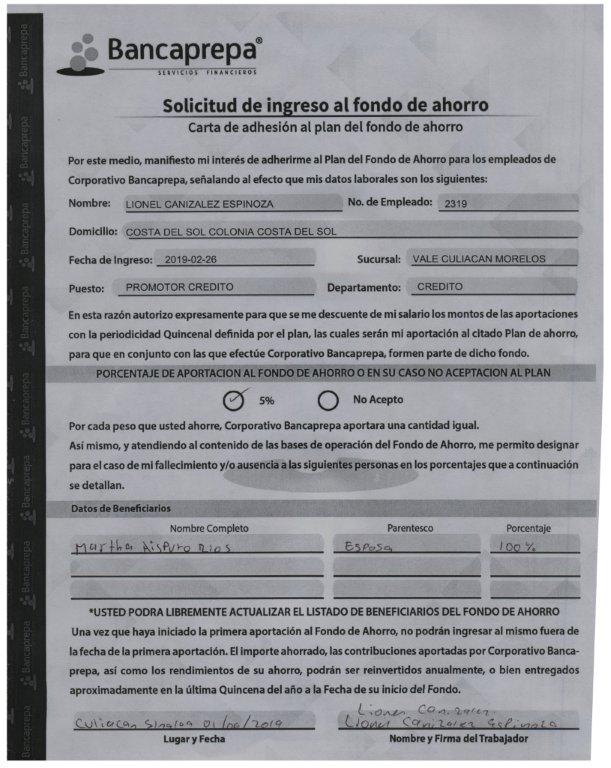 Bancaprepa®
SERVICIOS FINANCIEROS
Solicitud de ingreso al fondo de ahorro
Carta de adhesión al plan del fondo de ahorro
Por este medio, manifiesto mi interés de adherirme al Plan del Fondo de Ahorro para los empleados de
Corporativo Bancaprepa, señalando al efecto que mis datos laborales son los siguientes:
Nombre: LIONEL CANIZALEZ ESPINOZA No. de Empleado: 2319
Domicilio: COSTA DEL SOL COLONIA COSTA DEL SOL
Fecha de Ingreso: 2019-02-26 Sucursal: VALE CULIACAN MORELOS
Puesto: PROMOTOR CREDITO Departamento: CREDITO
En esta razón autorizo expresamente para que se me descuente de mi salario los montos de las aportaciones
con la periodicidad Quincenal definida por el plan, las cuales serán mi aportación al citado Plan de ahorro,
para que en conjunto con las que efectúe Corporativo Bancaprepa, formen parte de dicho fondo.
PORCENTAJE DE APORTACION AL FONDO DE AHORRO O EN SU CASO NO ACEPTACION AL PLAN
5% No Acepto
Por cada peso que usted ahorre, Corporativo Bancaprepa aportara una cantidad igual.
Así mismo, y atendiendo al contenido de las bases de operación del Fondo de Ahorro, me permito designar
para el caso de mi fallecimiento y/o ausencia a las siguientes personas en los porcentajes que a continuación
se detallan.
Datos de Beneficiarios
Nombre Completo Parentesco Porcentaje
Martha Aispuro Rios Esposa 100%
*USTED PODRA LIBREMENTE ACTUALIZAR EL LISTADO DE BENEFICIARIOS DEL FONDO DE AHORRO
Una vez que haya iniciado la primera aportación al Fondo de Ahorro, no podrán ingresar al mismo fuera de
la fecha de la primera aportación. El importe ahorrado, las contribuciones aportadas por Corporativo Banca-
prepa, así como los rendimientos de su ahorro, podrán ser reinvertidos anualmente, o bien entregados
aproximadamente en la última Quincena del año a la Fecha de su inicio del Fondo.
Lionel Canizalez
Culiacan Sinaloa 01/06/2019 Lionel Canizalez Espinoza
Lugar y Fecha Nombre y Firma del Trabajador
Bancaprepa
Bancaprepa
Bancaprepa
Bancaprepa
Bancaprepa
Bancaprepa
Bancaprepa
Bancaprepa
Bancaprepa